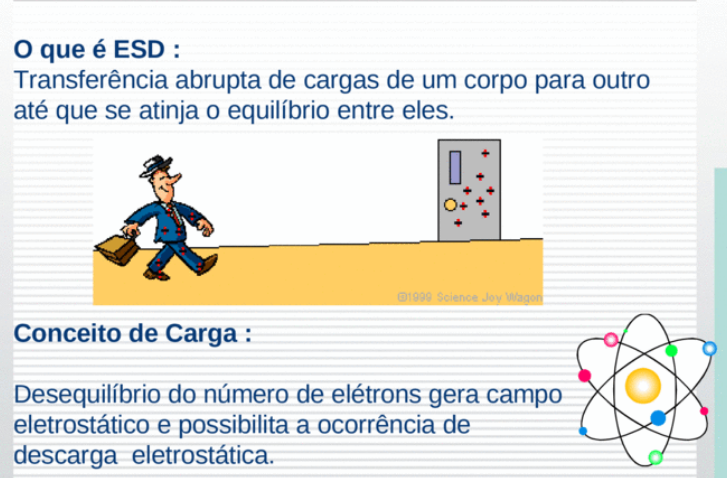 O que é ESD :
Transferência abrupta de cargas de um corpo para outro
até que se atinja o equilíbrio entre eles.
©1999 Science Joy Wagon
Conceito de Carga :
Desequilíbrio do número de elétrons gera campo
eletrostático e possibilita a ocorrência de
descarga eletrostática.